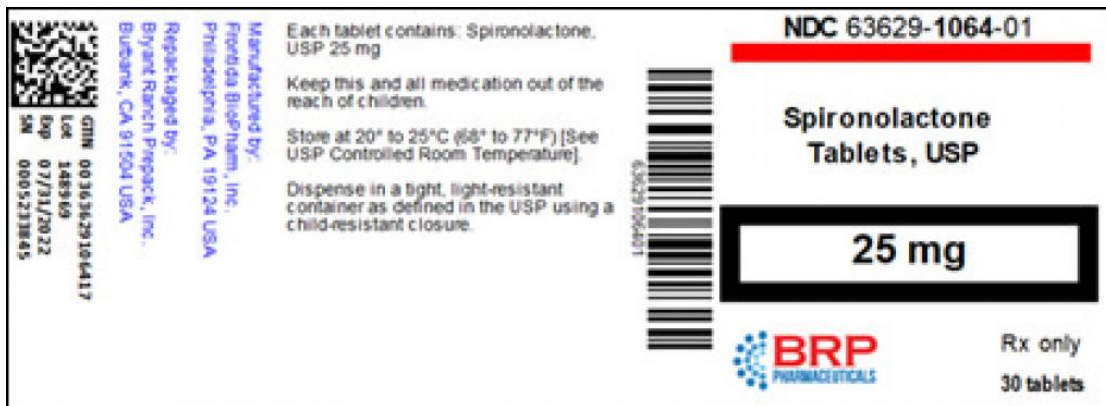 GTIN 00363629106417
Lot 148969
Exp 07/31/2022
SN 0005233845
Manufactured by:
Frontida BioPharm, Inc.
Philadelphia, PA 19124 USA
Repackaged by:
Bryant Ranch Prepack, Inc.
Burbank, CA 91504 USA
Each tablet contains: Spironolactone,
USP 25 mg
Keep this and all medication out of the
reach of children.
Store at 20° to 25°C (68° to 77°F) [See
USP Controlled Room Temperature].
Dispense in a tight, light-resistant
container as defined in the USP using a
child-resistant closure.
63629106401
NDC 63629-1064-01
Spironolactone
Tablets, USP
25 mg
BRP
PHARMACEUTICALS
Rx only
30 tablets